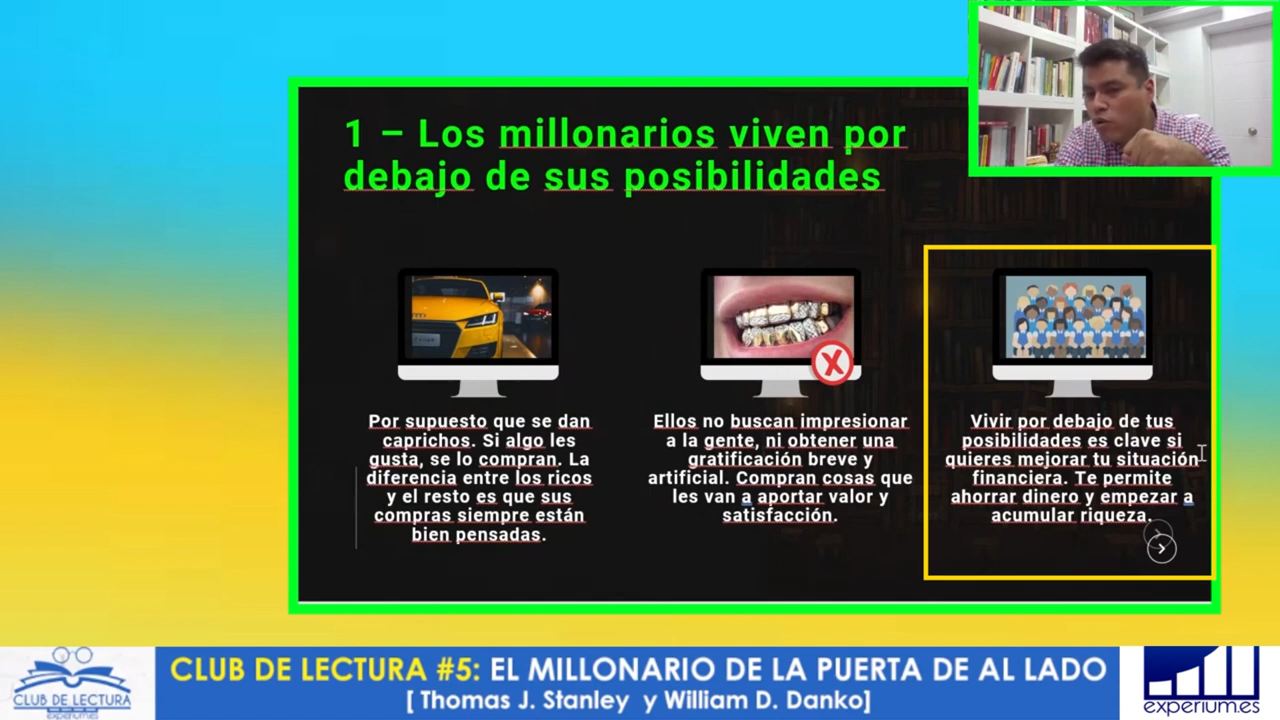 1 – Los millonarios viven por
debajo de sus posibilidades
Por supuesto que se dan
caprichos. Si algo les
gusta, se lo compran. La
diferencia entre los ricos
y el resto es que sus
compras siempre están
bien pensadas.
Ellos no buscan impresionar
a la gente, ni obtener una
gratificación breve y
artificial. Compran cosas que
les van a aportar valor y
satisfacción.
Vivir por debajo de tus
posibilidades es clave si
quieres mejorar tu situación
financiera. Te permite
ahorrar dinero y empezar a
acumular riqueza.
CLUB DE LECTURA
experium.es
CLUB DE LECTURA #5: EL MILLONARIO DE LA PUERTA DE AL LADO
[ Thomas J. Stanley y William D. Danko]
experium.es